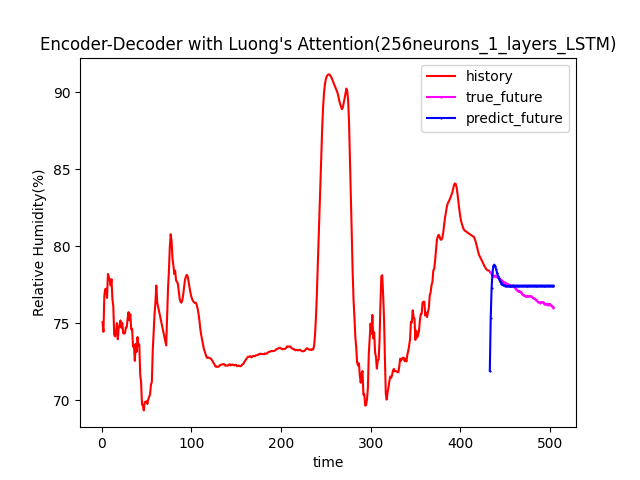 Encoder-Decoder with Luong's Attention(256neurons_1_layers_LSTM)
history
true_future
predict_future
Relative Humidity(%)
90
85
80
75
70
0 100 200 300 400 500
time